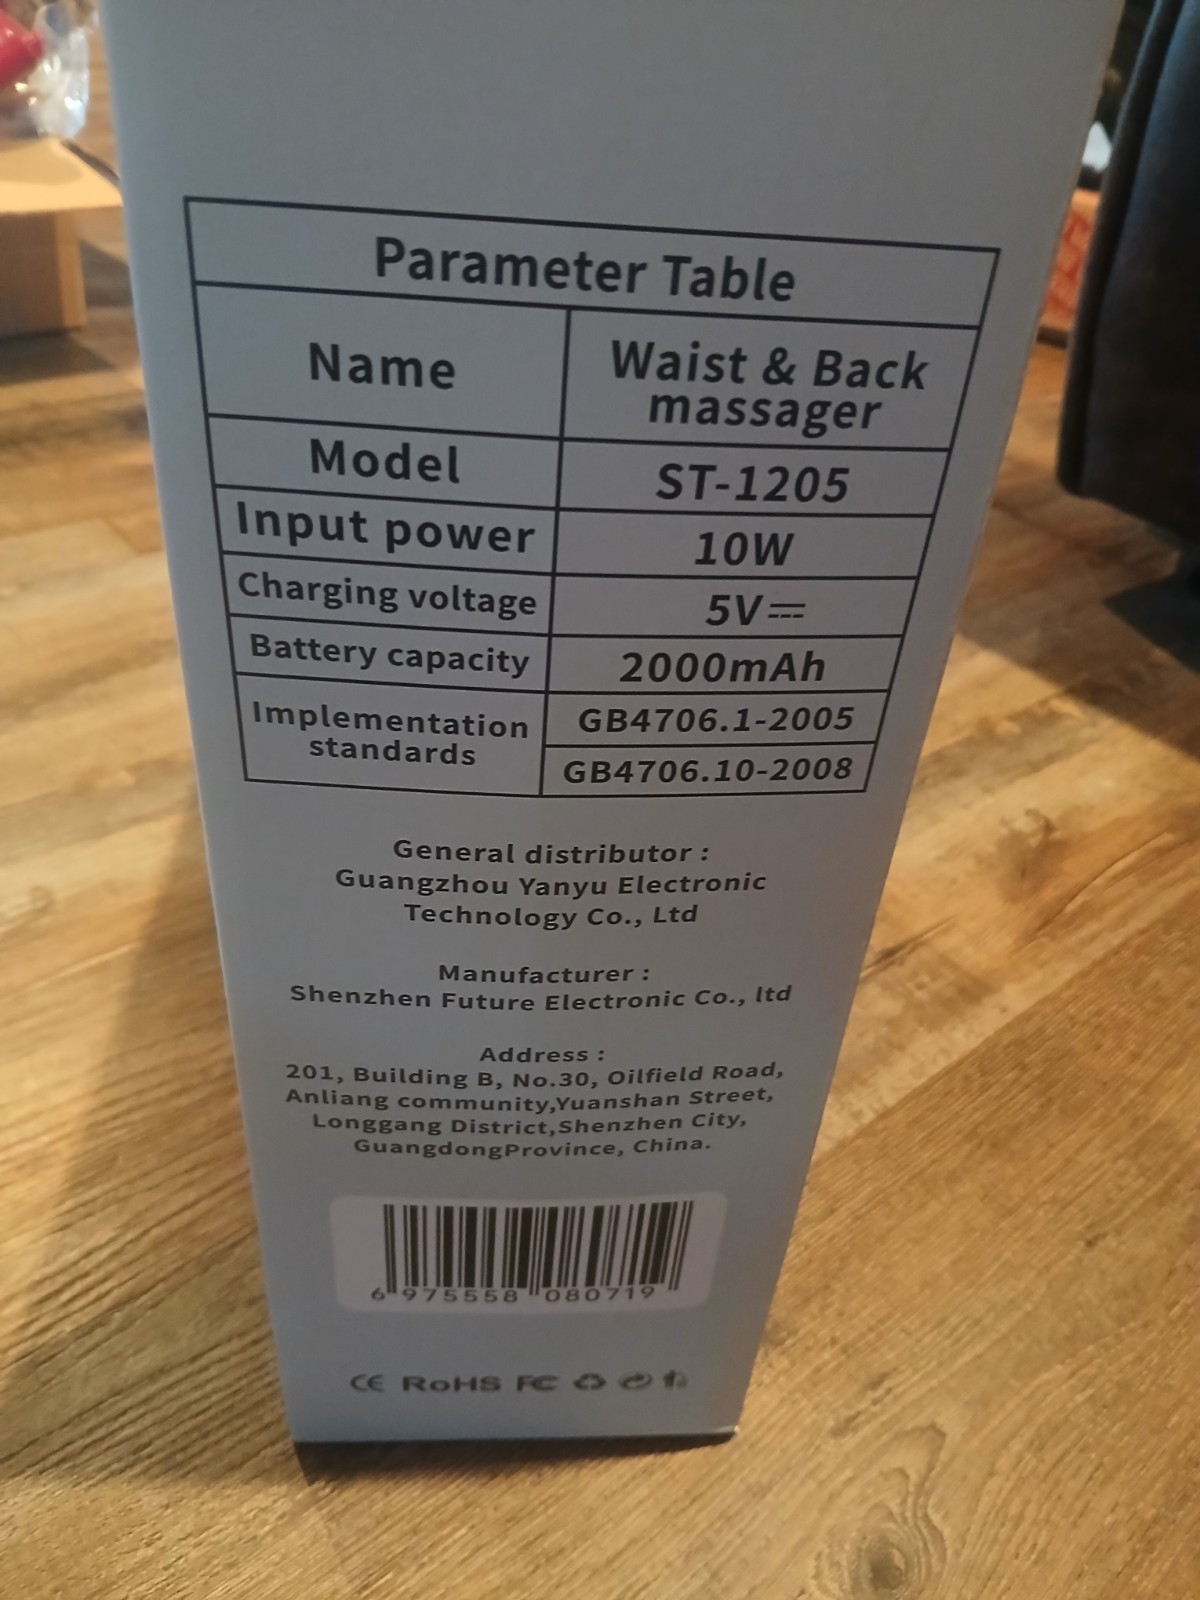 Parameter Table
Name
Waist & Back
massager
Model
ST-1205
Input power
10W
Charging voltage
5V⎓
Battery capacity
2000mAh
Implementation
standards
GB4706.1-2005
GB4706.10-2008
General distributor :
Guangzhou Yanyu Electronic
Technology Co., Ltd
Manufacturer :
Shenzhen Future Electronic Co., ltd
Address :
201, Building B, No.30, Oilfield Road,
Anliang community,Yuanshan Street,
Longgang District,Shenzhen City,
GuangdongProvince, China.
6 975558 080719
CE RoHS FC